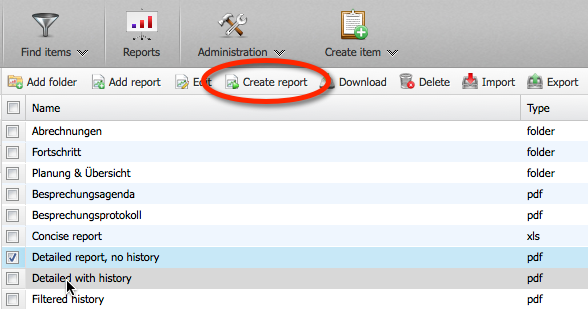 Find items Reports Administration Create item
Add folder Add report Edit Create report Download Delete Import Export
Name Type
Abrechnungen folder
Fortschritt folder
Planung & Übersicht folder
Besprechungsagenda pdf
Besprechungsprotokoll pdf
Concise report xls
Detailed report, no history pdf
Detailed with history pdf
Filtered history pdf